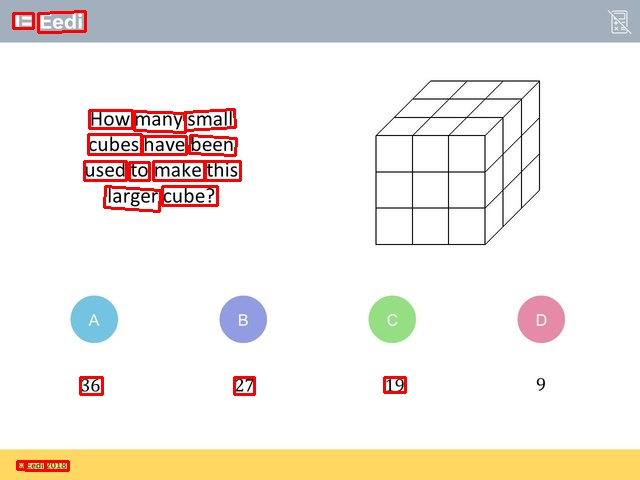 Eedi
How many small
cubes have been
used to make this
larger cube?
A
B
C
D
36
27
19
9
© Eedi 2018